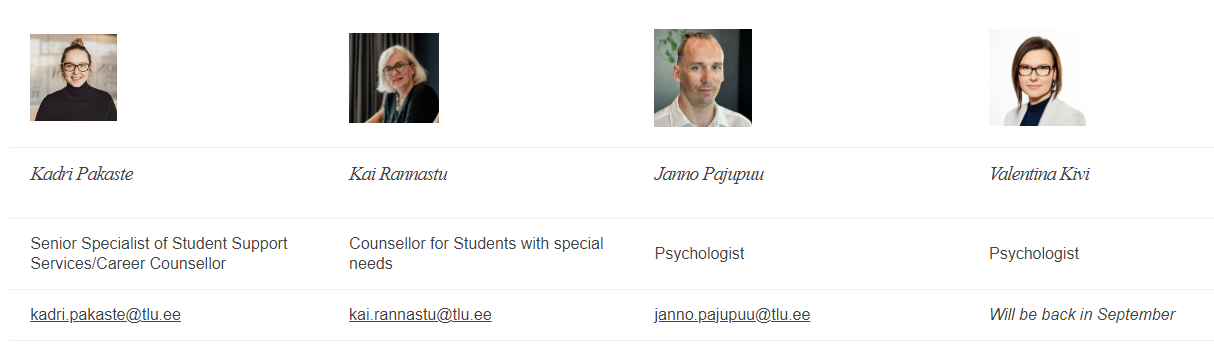 Kadri Pakaste
Kai Rannastu
Janno Pajupuu
Valentina Kivi
Senior Specialist of Student Support
Services/Career Counsellor
Counsellor for Students with special
needs
Psychologist
Psychologist
kadri.pakaste@tlu.ee
kai.rannastu@tlu.ee
janno.pajupuu@tlu.ee
Will be back in September